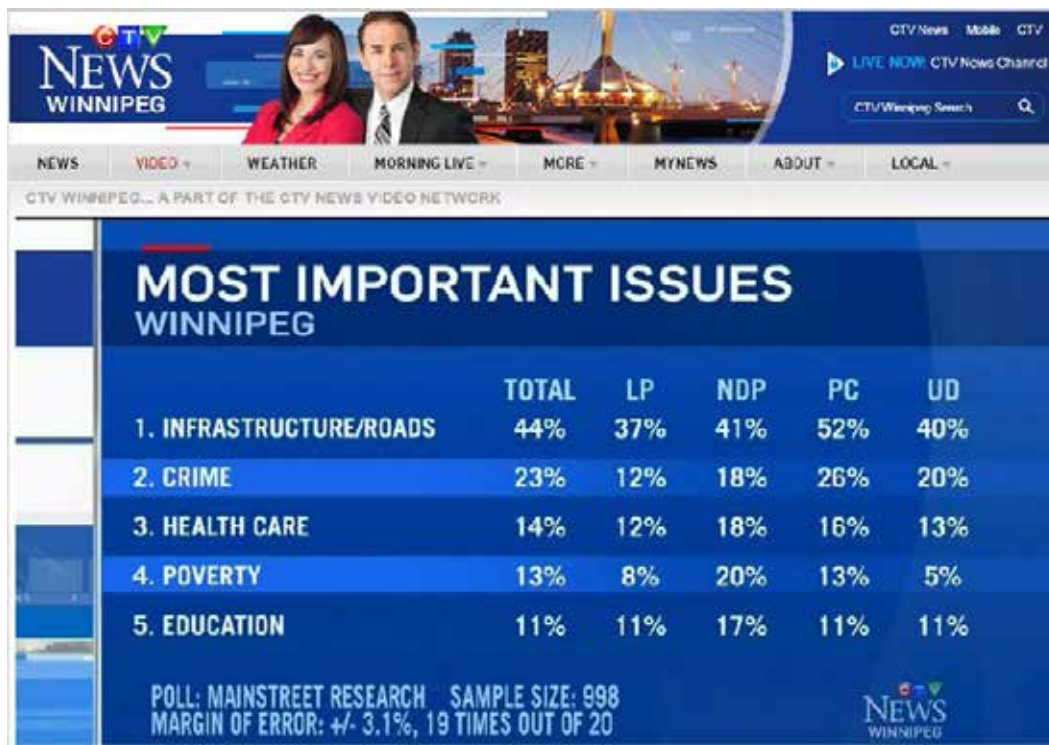 CTV News Mobile CTV
CTV
NEWS
WINNIPEG
LIVE NOW: CTV News Channel
CTV Winnipeg Search
NEWS VIDEO WEATHER MORNING LIVE MORE MYNEWS ABOUT LOCAL
CTV WINNIPEG... A PART OF THE CTV NEWS VIDEO NETWORK
MOST IMPORTANT ISSUES
WINNIPEG
TOTAL LP NDP PC UD
1. INFRASTRUCTURE/ROADS 44% 37% 41% 52% 40%
2. CRIME 23% 12% 18% 26% 20%
3. HEALTH CARE 14% 12% 18% 16% 13%
4. POVERTY 13% 8% 20% 13% 5%
5. EDUCATION 11% 11% 17% 11% 11%
POLL: MAINSTREET RESEARCH SAMPLE SIZE: 998
MARGIN OF ERROR: +/- 3.1%, 19 TIMES OUT OF 20
CTV
NEWS
WINNIPEG